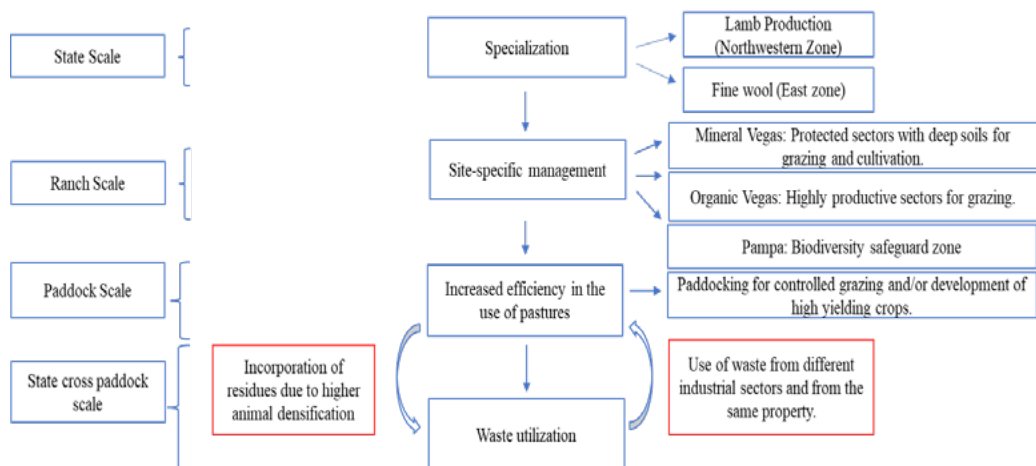 State Scale
Specialization
Lamb Production
(Northwestern Zone)
Fine wool (East zone)
Ranch Scale
Site-specific management
Mineral Vegas: Protected sectors with deep soils for
grazing and cultivation.
Organic Vegas: Highly productive sectors for grazing.
Pampa: Biodiversity safeguard zone
Paddock Scale
Increased efficiency in the
use of pastures
Paddocking for controlled grazing and/or development of
high yielding crops.
State cross paddock
scale
Incorporation of
residues due to higher
animal densification
Waste utilization
Use of waste from different
industrial sectors and from the
same property.